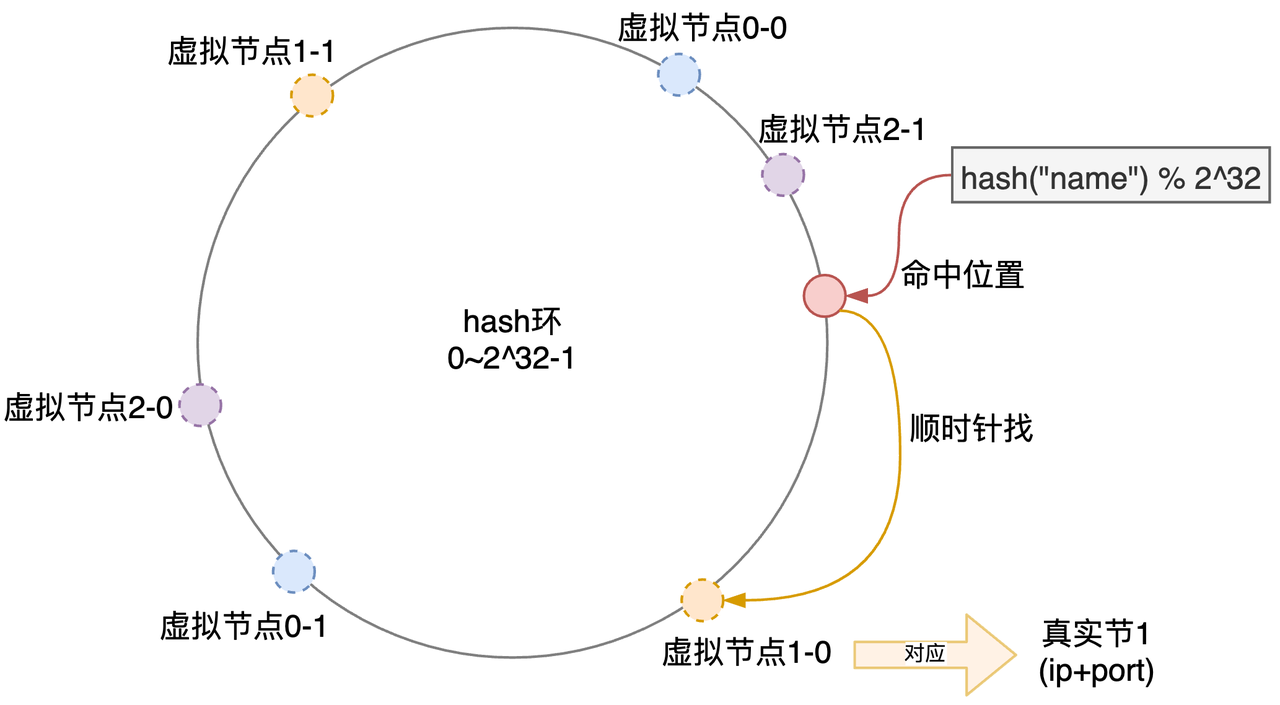 虚拟节点0-0
虚拟节点1-1
虚拟节点2-1
hash("name") % 2^32
命中位置
hash环
0~2^32-1
虚拟节点2-0
顺时针找
虚拟节点0-1
虚拟节点1-0
对应
真实节1
(ip+port)